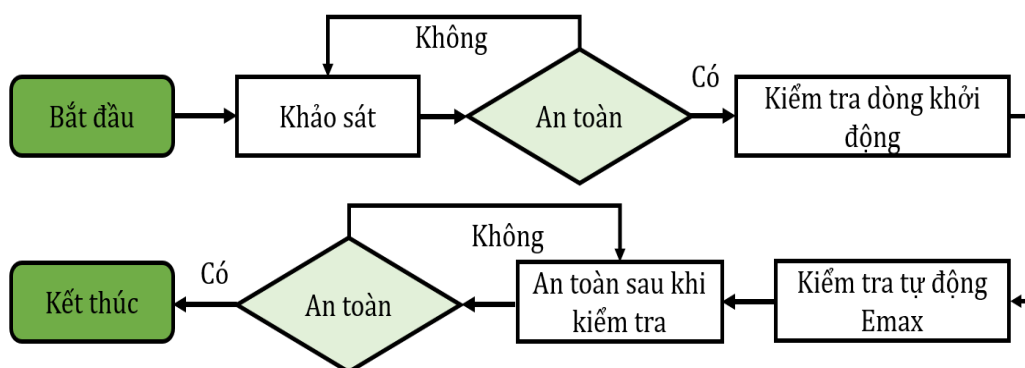 Không
Bắt đầu
Khảo sát
An toàn
Có
Kiểm tra dòng khởi
động
Không
Kết thúc
Có
An toàn
An toàn sau khi
kiểm tra
Kiểm tra tự động
Emax